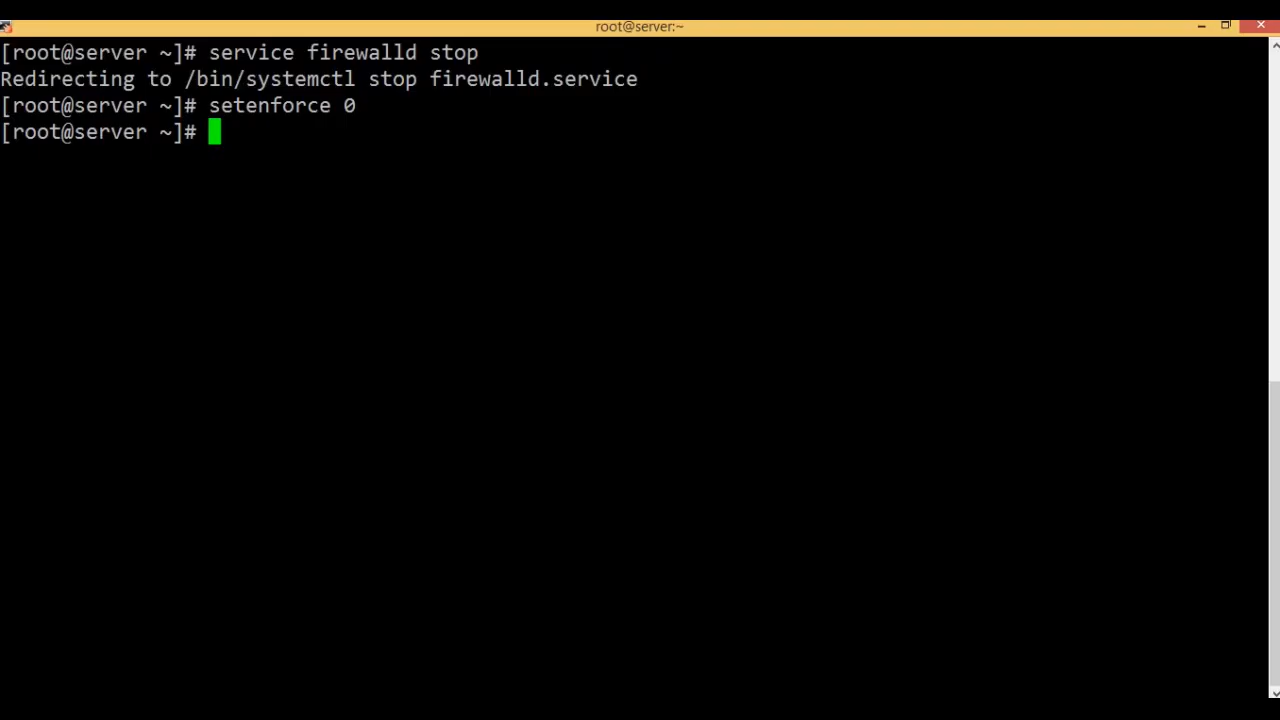 root@server:~
[root@server ~]# service firewalld stop
Redirecting to /bin/systemctl stop firewalld.service
[root@server ~]# setenforce 0
[root@server ~]#